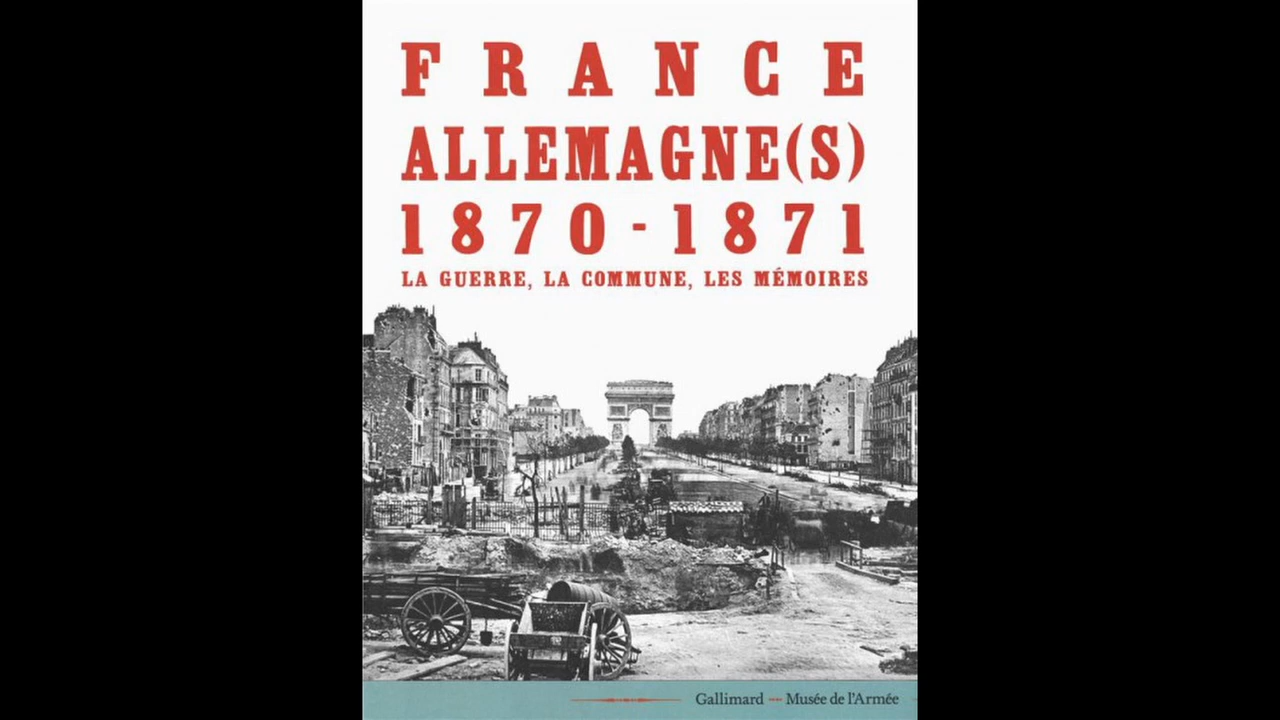 FRANCE
ALLEMAGNE(S)
1870-1871
LA GUERRE, LA COMMUNE, LES MÉMOIRES
Gallimard — Musée de l'Armée